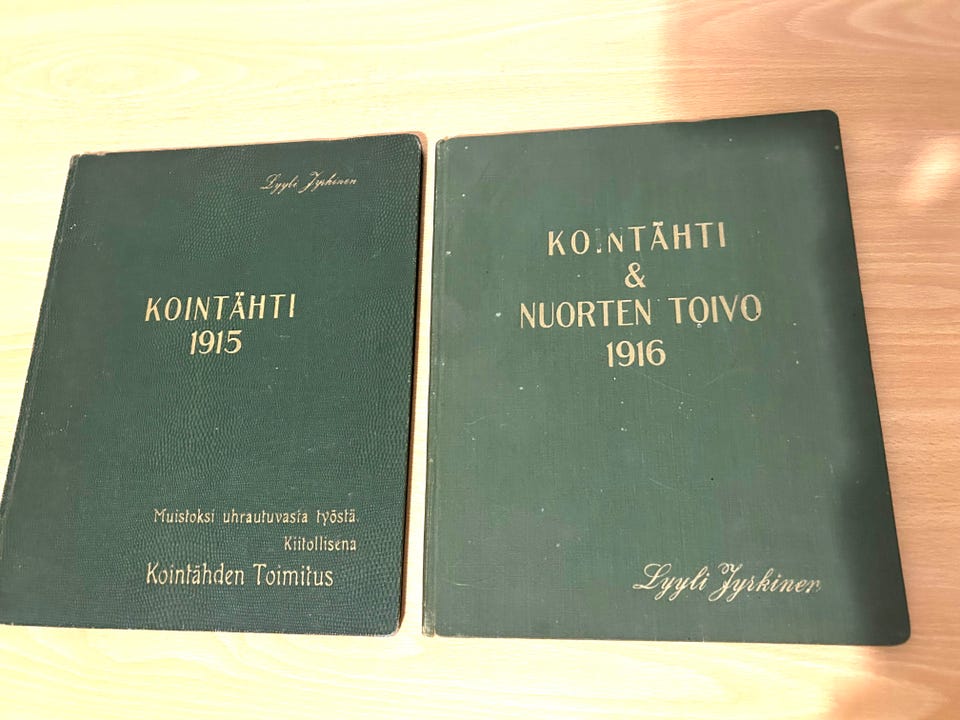 Lyyli Jyrkinen
KOINTÄHTI
1915
Muistoksi uhrautuvasta työstä.
Kiitollisena
Kointähden Toimitus
KOINTÄHTI
&
NUORTEN TOIVO
1916
Lyyli Jyrkinen